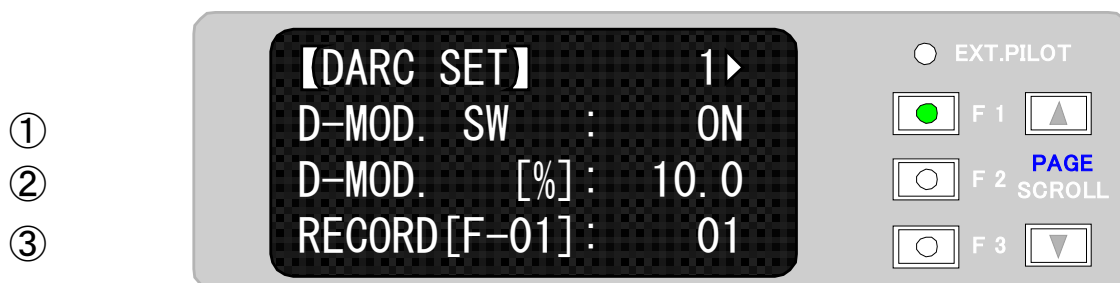 【DARC SET】 1▶
① D-MOD. SW : ON
② D-MOD. [%]: 10.0
③ RECORD[F-01]: 01
EXT.PILOT
F 1
F 2
PAGE
SCROLL
F 3